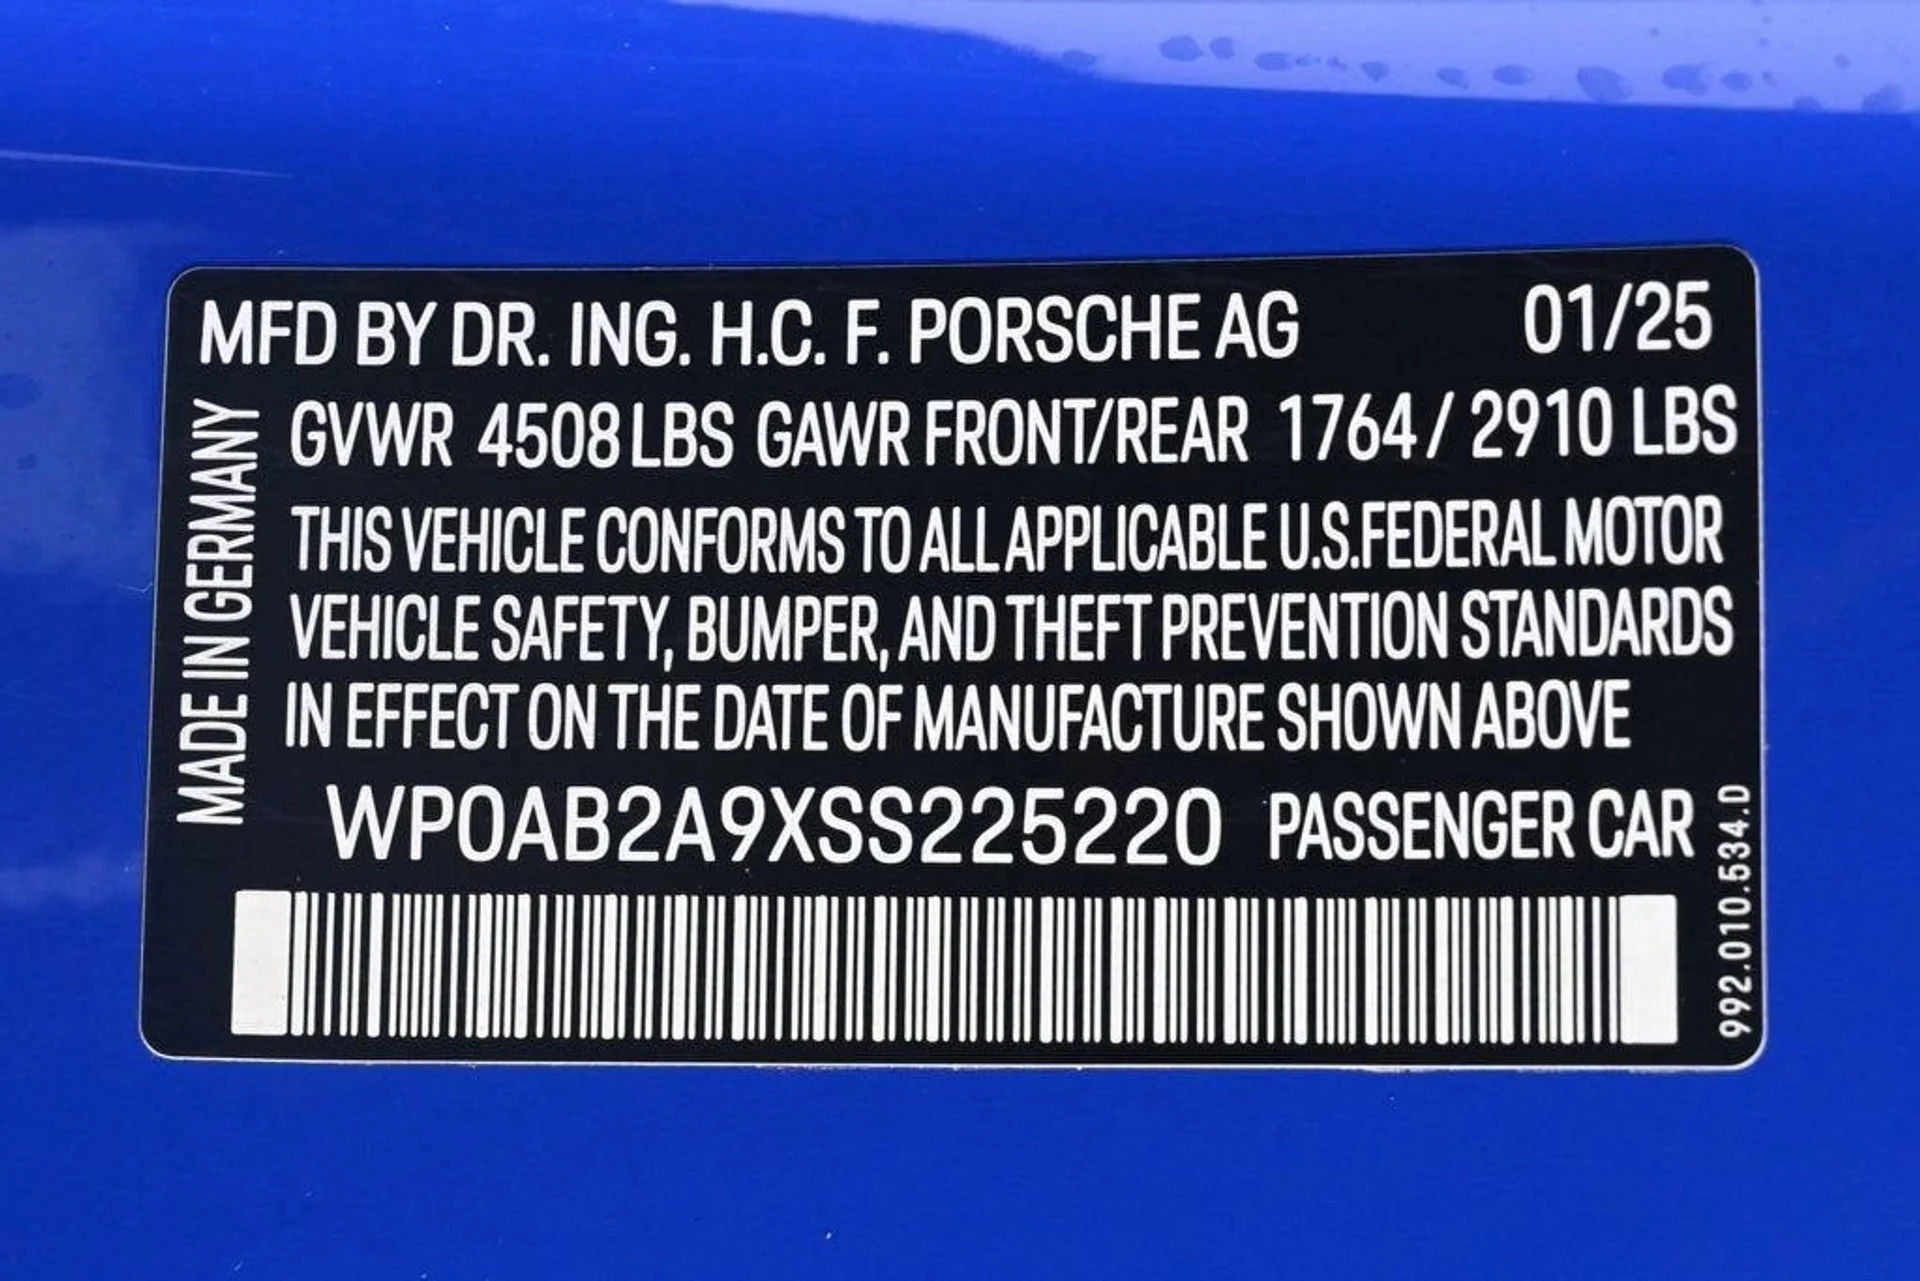 MFD BY DR. ING. H.C. F. PORSCHE AG 01/25
GVWR 4508 LBS GAWR FRONT/REAR 1764 / 2910 LBS
THIS VEHICLE CONFORMS TO ALL APPLICABLE U.S.FEDERAL MOTOR
VEHICLE SAFETY, BUMPER, AND THEFT PREVENTION STANDARDS
IN EFFECT ON THE DATE OF MANUFACTURE SHOWN ABOVE
WP0AB2A9XSS225220 PASSENGER CAR
MADE IN GERMANY
992.010.534.D